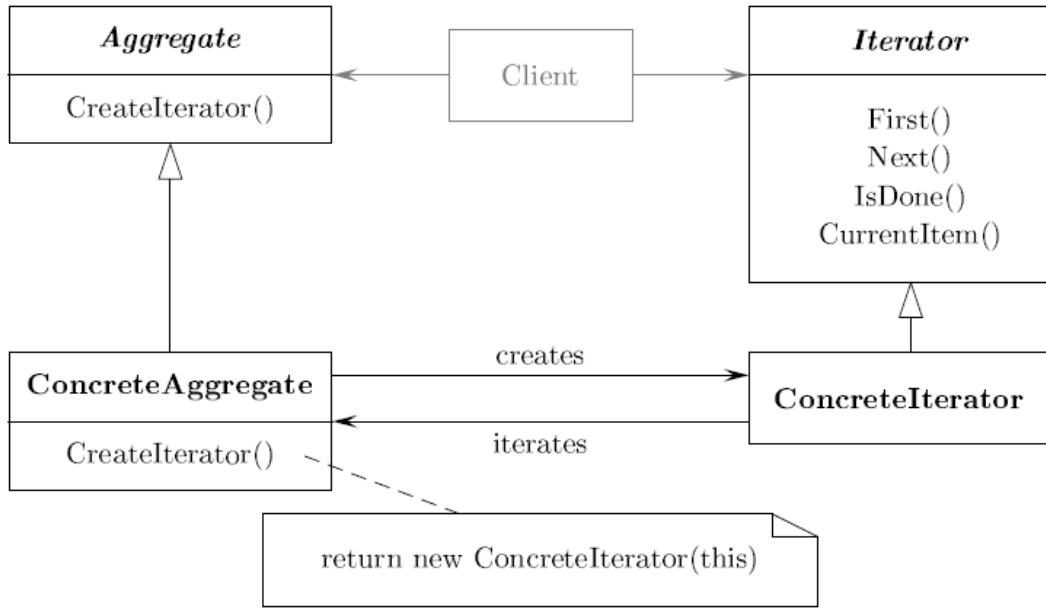 Aggregate
CreateIterator()
Client
Iterator
First()
Next()
IsDone()
CurrentItem()
ConcreteAggregate
CreateIterator()
creates
iterates
ConcreteIterator
return new ConcreteIterator(this)